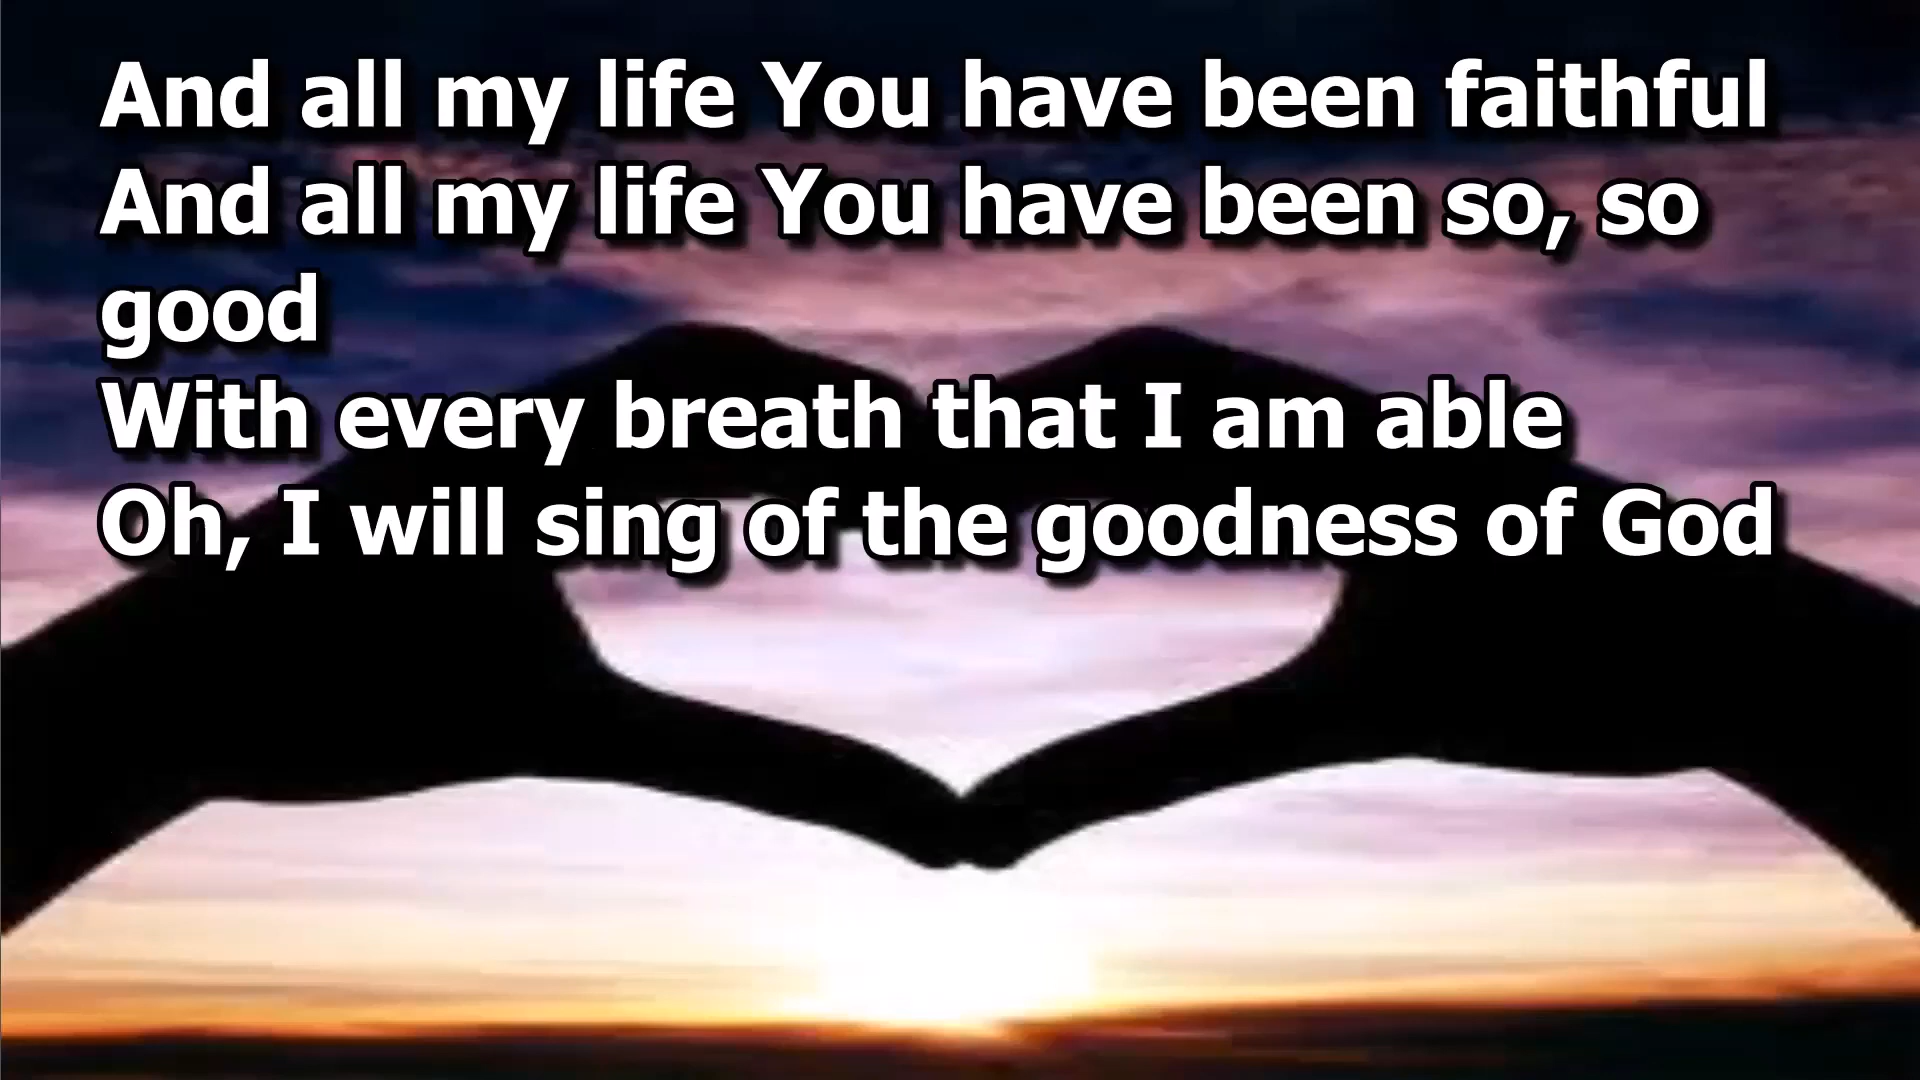 And all my life You have been faithful
And all my life You have been so, so
good
With every breath that I am able
Oh, I will sing of the goodness of God